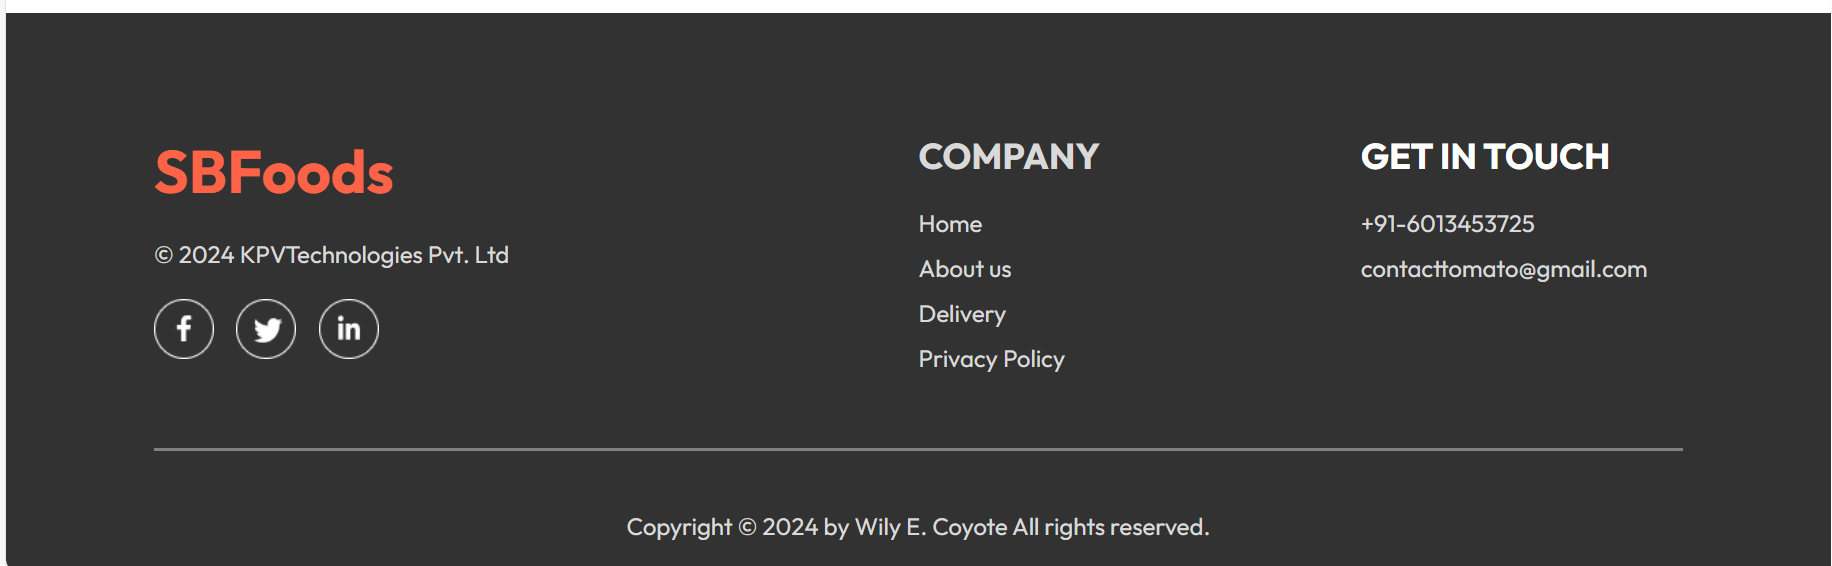 SBFoods
© 2024 KPVTechnologies Pvt. Ltd
COMPANY
Home
About us
Delivery
Privacy Policy
GET IN TOUCH
+91-6013453725
contacttomato@gmail.com
Copyright © 2024 by Wily E. Coyote All rights reserved.